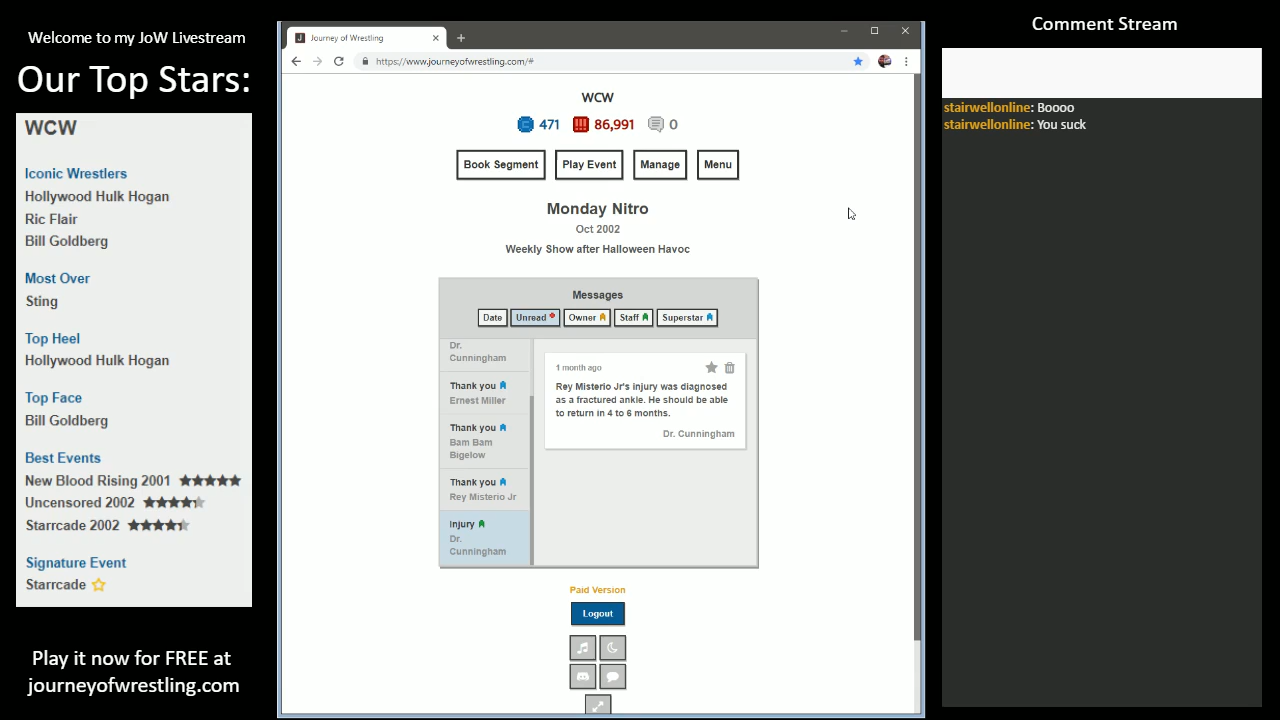 Welcome to my JoW Livestream
Our Top Stars:
WCW
Iconic Wrestlers
Hollywood Hulk Hogan
Ric Flair
Bill Goldberg
Most Over
Sting
Top Heel
Hollywood Hulk Hogan
Top Face
Bill Goldberg
Best Events
New Blood Rising 2001
Uncensored 2002
Starrcade 2002
Signature Event
Starrcade
Play it now for FREE at
journeyofwrestling.com
Journey of Wrestling
https://www.journeyofwrestling.com/#
WCW
471 86,991 0
Book Segment Play Event Manage Menu
Monday Nitro
Oct 2002
Weekly Show after Halloween Havoc
Messages
Date Unread Owner Staff Superstar
Dr.
Cunningham
Thank you
Ernest Miller
Thank you
Bam Bam
Bigelow
Thank you
Rey Misterio Jr
Injury
Dr.
Cunningham
1 month ago
Rey Misterio Jr's injury was diagnosed
as a fractured ankle. He should be able
to return in 4 to 6 months.
Dr. Cunningham
Paid Version
Logout
Comment Stream
stairwellonline: Boooo
stairwellonline: You suck